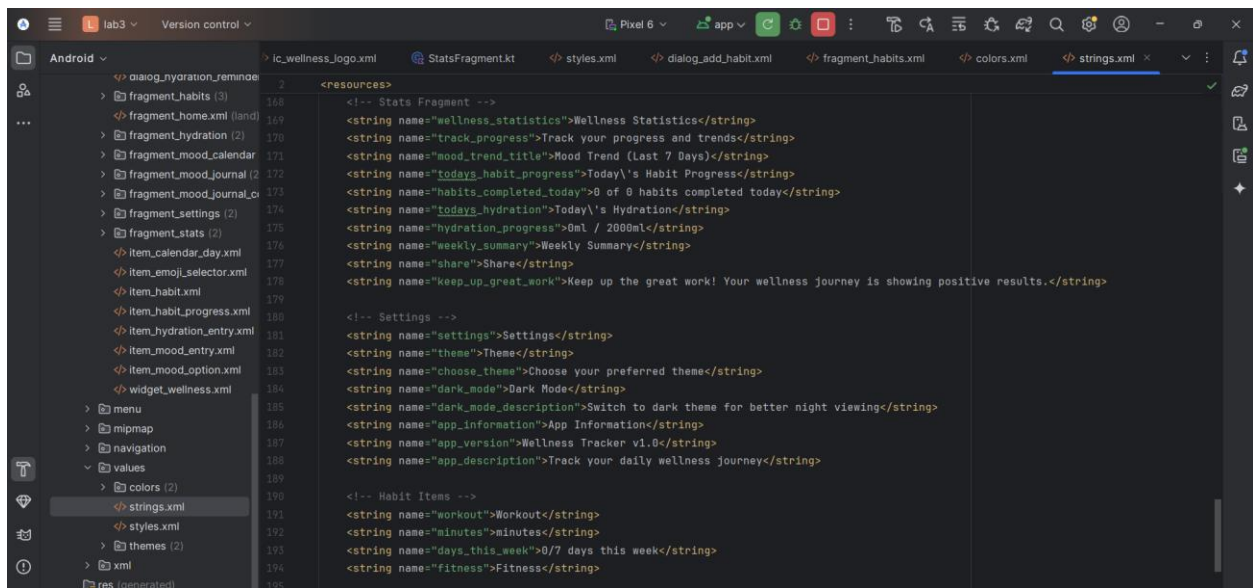 L lab3 Version control Pixel 6 app
Android
ic_wellness_logo.xml StatsFragment.kt styles.xml dialog_add_habit.xml fragment_habits.xml colors.xml strings.xml
dialog_hydration_reminde
fragment_habits (3)
fragment_home.xml (land)
fragment_hydration (2)
fragment_mood_calendar
fragment_mood_journal (2
fragment_mood_journal_c
fragment_settings (2)
fragment_stats (2)
item_calendar_day.xml
item_emoji_selector.xml
item_habit.xml
item_habit_progress.xml
item_hydration_entry.xml
item_mood_entry.xml
item_mood_option.xml
widget_wellness.xml
menu
mipmap
navigation
values
colors (2)
strings.xml
styles.xml
themes (2)
xml
res (generated)
2 <resources>
168 <!-- Stats Fragment -->
169 <string name="wellness_statistics">Wellness Statistics</string>
170 <string name="track_progress">Track your progress and trends</string>
171 <string name="mood_trend_title">Mood Trend (Last 7 Days)</string>
172 <string name="todays_habit_progress">Today\'s Habit Progress</string>
173 <string name="habits_completed_today">0 of 0 habits completed today</string>
174 <string name="todays_hydration">Today\'s Hydration</string>
175 <string name="hydration_progress">0ml / 2000ml</string>
176 <string name="weekly_summary">Weekly Summary</string>
177 <string name="share">Share</string>
178 <string name="keep_up_great_work">Keep up the great work! Your wellness journey is showing positive results.</string>
179
180 <!-- Settings -->
181 <string name="settings">Settings</string>
182 <string name="theme">Theme</string>
183 <string name="choose_theme">Choose your preferred theme</string>
184 <string name="dark_mode">Dark Mode</string>
185 <string name="dark_mode_description">Switch to dark theme for better night viewing</string>
186 <string name="app_information">App Information</string>
187 <string name="app_version">Wellness Tracker v1.0</string>
188 <string name="app_description">Track your daily wellness journey</string>
189
190 <!-- Habit Items -->
191 <string name="workout">Workout</string>
192 <string name="minutes">minutes</string>
193 <string name="days_this_week">0/7 days this week</string>
194 <string name="fitness">Fitness</string>
195